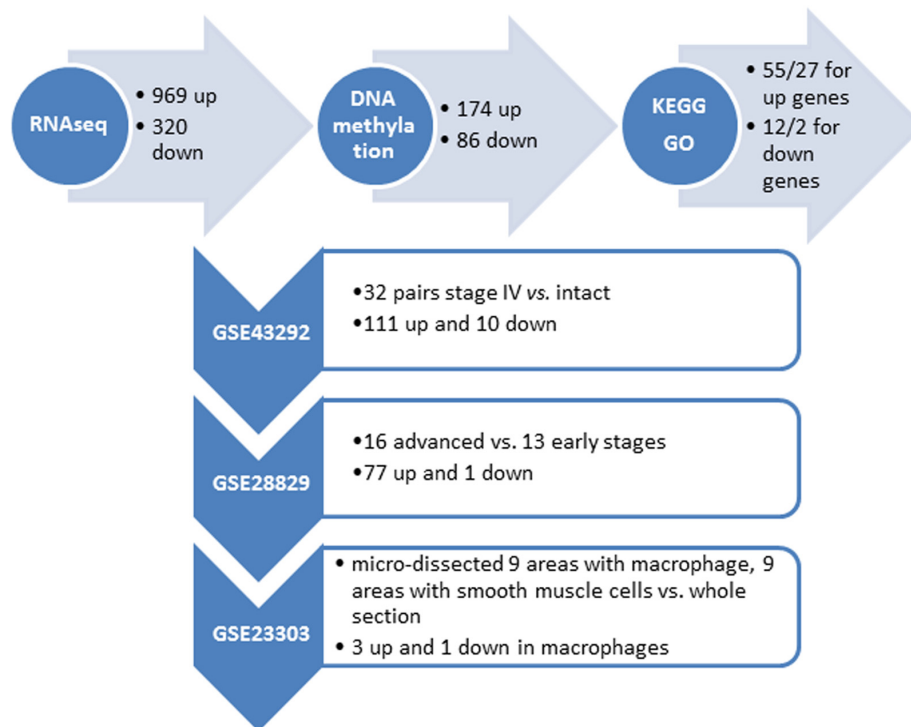 RNAseq
• 969 up
• 320
down
DNA
methyla
tion
• 174 up
• 86 down
KEGG
GO
• 55/27 for
up genes
• 12/2 for
down
genes
GSE43292
•32 pairs stage IV vs. intact
•111 up and 10 down
GSE28829
•16 advanced vs. 13 early stages
•77 up and 1 down
GSE23303
• micro-dissected 9 areas with macrophage, 9
areas with smooth muscle cells vs. whole
section
• 3 up and 1 down in macrophages